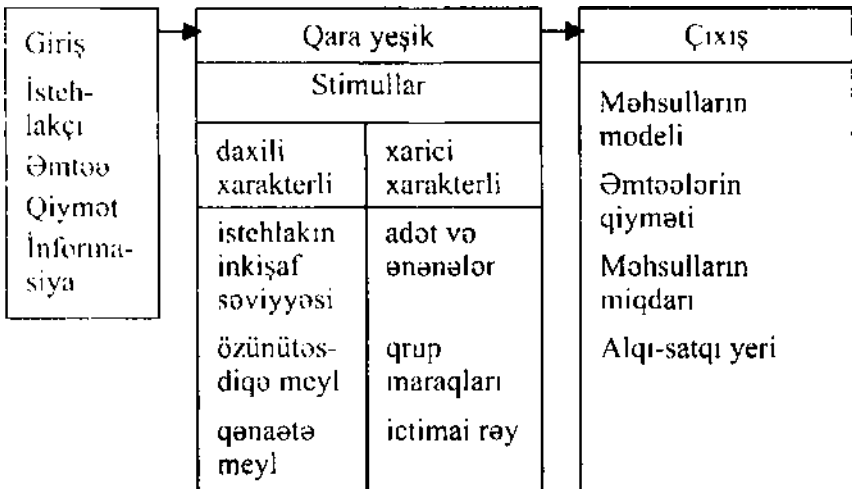 Giriş
İsteh-
lakçı
Əmtəə
Qiymət
İnforma-
siya
Qara yeşik
Stimullar
daxili
xarakterli
istehlakın
inkişaf
səviyyəsi
özünütəs-
diqə meyl
qənaətə
meyl
xarici
xarakterli
adət və
ənənələr
qrup
maraqları
ictimai rəy
Çıxış
Məhsulların
modeli
Əmtəələrin
qiyməti
Məhsulların
miqdarı
Alqı-satqı yeri